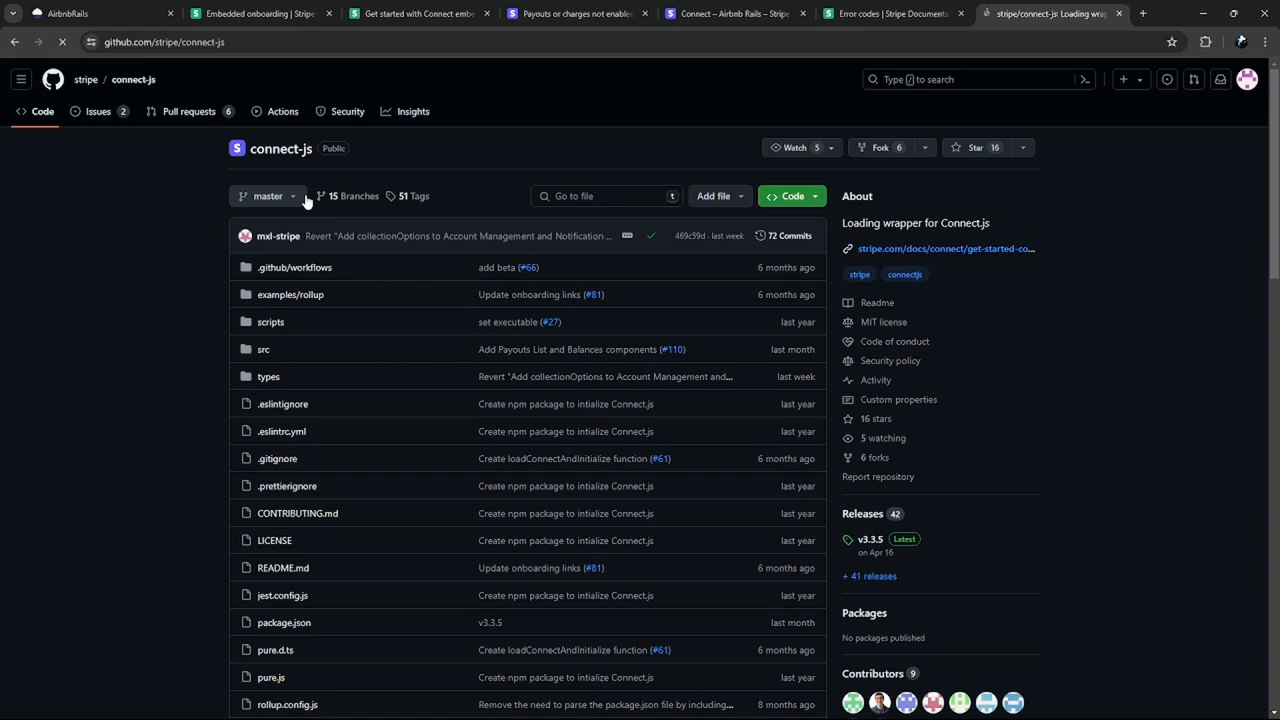 AirbnbRails
Embedded onboarding | Stripe
Get started with Connect embe
Payouts or charges not enabled
Connect – Airbnb Rails – Stripe
Error codes | Stripe Documenta
stripe/connect-js: Loading wrap
github.com/stripe/connect-js
stripe / connect-js
Type / to search
Code
Issues 2
Pull requests 6
Actions
Security
Insights
connect-js Public
Watch 5
Fork 6
Star 16
master
15 Branches
51 Tags
Go to file t
Add file
Code
mxl-stripe Revert "Add collectionOptions to Account Management and Notification ... 469c59d · last week 72 Commits
.github/workflows add beta (#66) 6 months ago
examples/rollup Update onboarding links (#81) 6 months ago
scripts set executable (#27) last year
src Add Payouts List and Balances components (#110) last month
types Revert "Add collectionOptions to Account Management and... last week
.eslintignore Create npm package to intialize Connect.js last year
.eslintrc.yml Create npm package to intialize Connect.js last year
.gitignore Create loadConnectAndInitialize function (#61) 6 months ago
.prettierignore Create npm package to intialize Connect.js last year
CONTRIBUTING.md Create npm package to intialize Connect.js last year
LICENSE Create npm package to intialize Connect.js last year
README.md Update onboarding links (#81) 6 months ago
jest.config.js Create npm package to intialize Connect.js last year
package.json v3.3.5 last month
pure.d.ts Create loadConnectAndInitialize function (#61) 6 months ago
pure.js Create npm package to intialize Connect.js last year
rollup.config.js Remove the need to parse the package.json file by including... 8 months ago
About
Loading wrapper for Connect.js
stripe.com/docs/connect/get-started-co...
stripe connectjs
Readme
MIT license
Code of conduct
Security policy
Activity
Custom properties
16 stars
5 watching
6 forks
Report repository
Releases 42
v3.3.5 Latest
on Apr 16
+ 41 releases
Packages
No packages published
Contributors 9